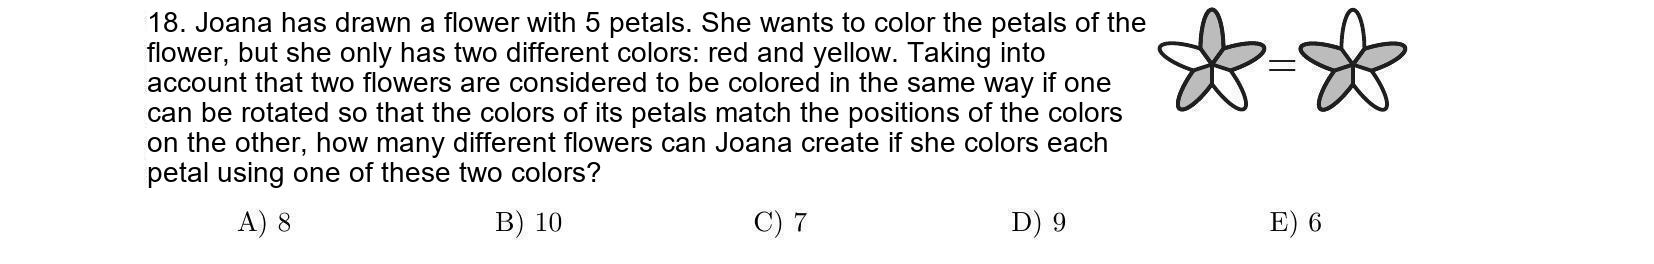 18. Joana has drawn a flower with 5 petals. She wants to color the petals of the
flower, but she only has two different colors: red and yellow. Taking into
account that two flowers are considered to be colored in the same way if one
can be rotated so that the colors of its petals match the positions of the colors
on the other, how many different flowers can Joana create if she colors each
petal using one of these two colors?
=
A) 8 B) 10 C) 7 D) 9 E) 6